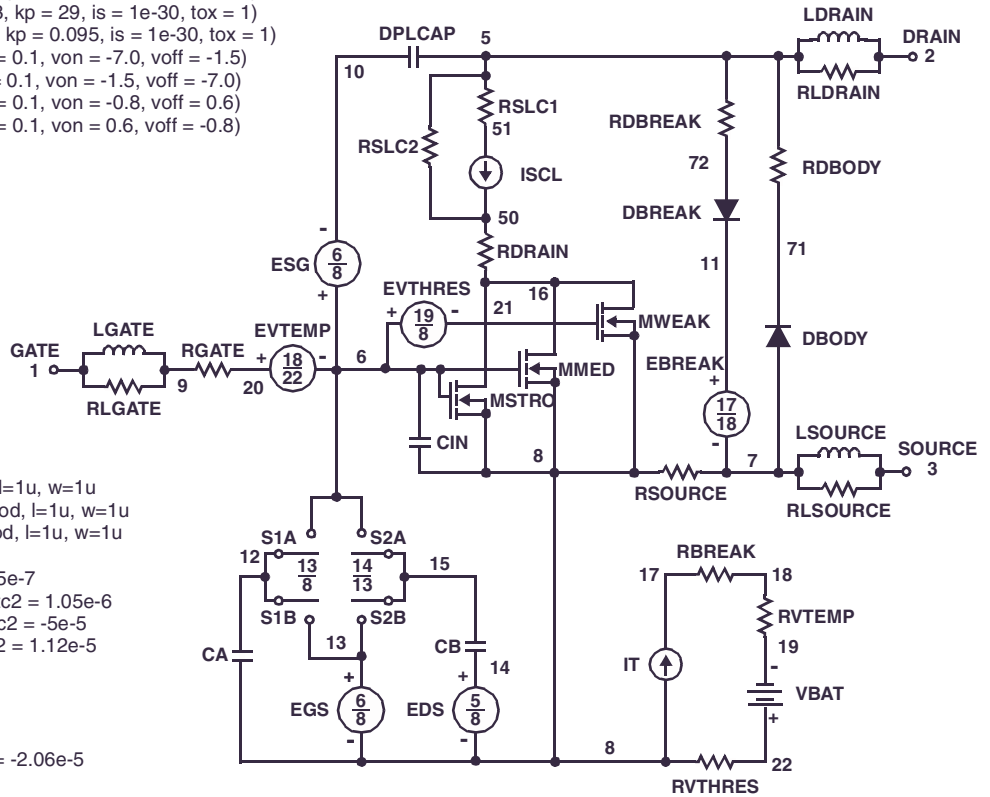 3, kp = 29, is = 1e-30, tox = 1)
kp = 0.095, is = 1e-30, tox = 1)
= 0.1, von = -7.0, voff = -1.5)
= 0.1, von = -1.5, voff = -7.0)
= 0.1, von = -0.8, voff = 0.6)
= 0.1, von = 0.6, voff = -0.8)
LDRAIN
DPLCAP
5
DRAIN
2
10
RLDRAIN
RSLC1
51
RDBREAK
RSLC2
ISCL
72
RDBODY
50
DBREAK
-
RDRAIN
ESG
6
8
+
11
71
EVTHRES
+
19
8
-
16
21
MWEAK
LGATE
EVTEMP
GATE
1
RGATE
+
18
22
-
6
EBREAK
DBODY
9
20
RLGATE
MMED
+
MSTRO
17
18
-
CIN
LSOURCE
8
7
SOURCE
3
RSOURCE
RLSOURCE
l=1u, w=1u
od, l=1u, w=1u
d, l=1u, w=1u
5e-7
c2 = 1.05e-6
c2 = -5e-5
2 = 1.12e-5
= -2.06e-5
S1A
S2A
12
13
8
14
13
15
S1B
S2B
13
CA
CB
14
+
+
EGS
6
8
EDS
5
8
-
-
8
RBREAK
17
18
RVTEMP
19
-
IT
VBAT
+
22
RVTHRES